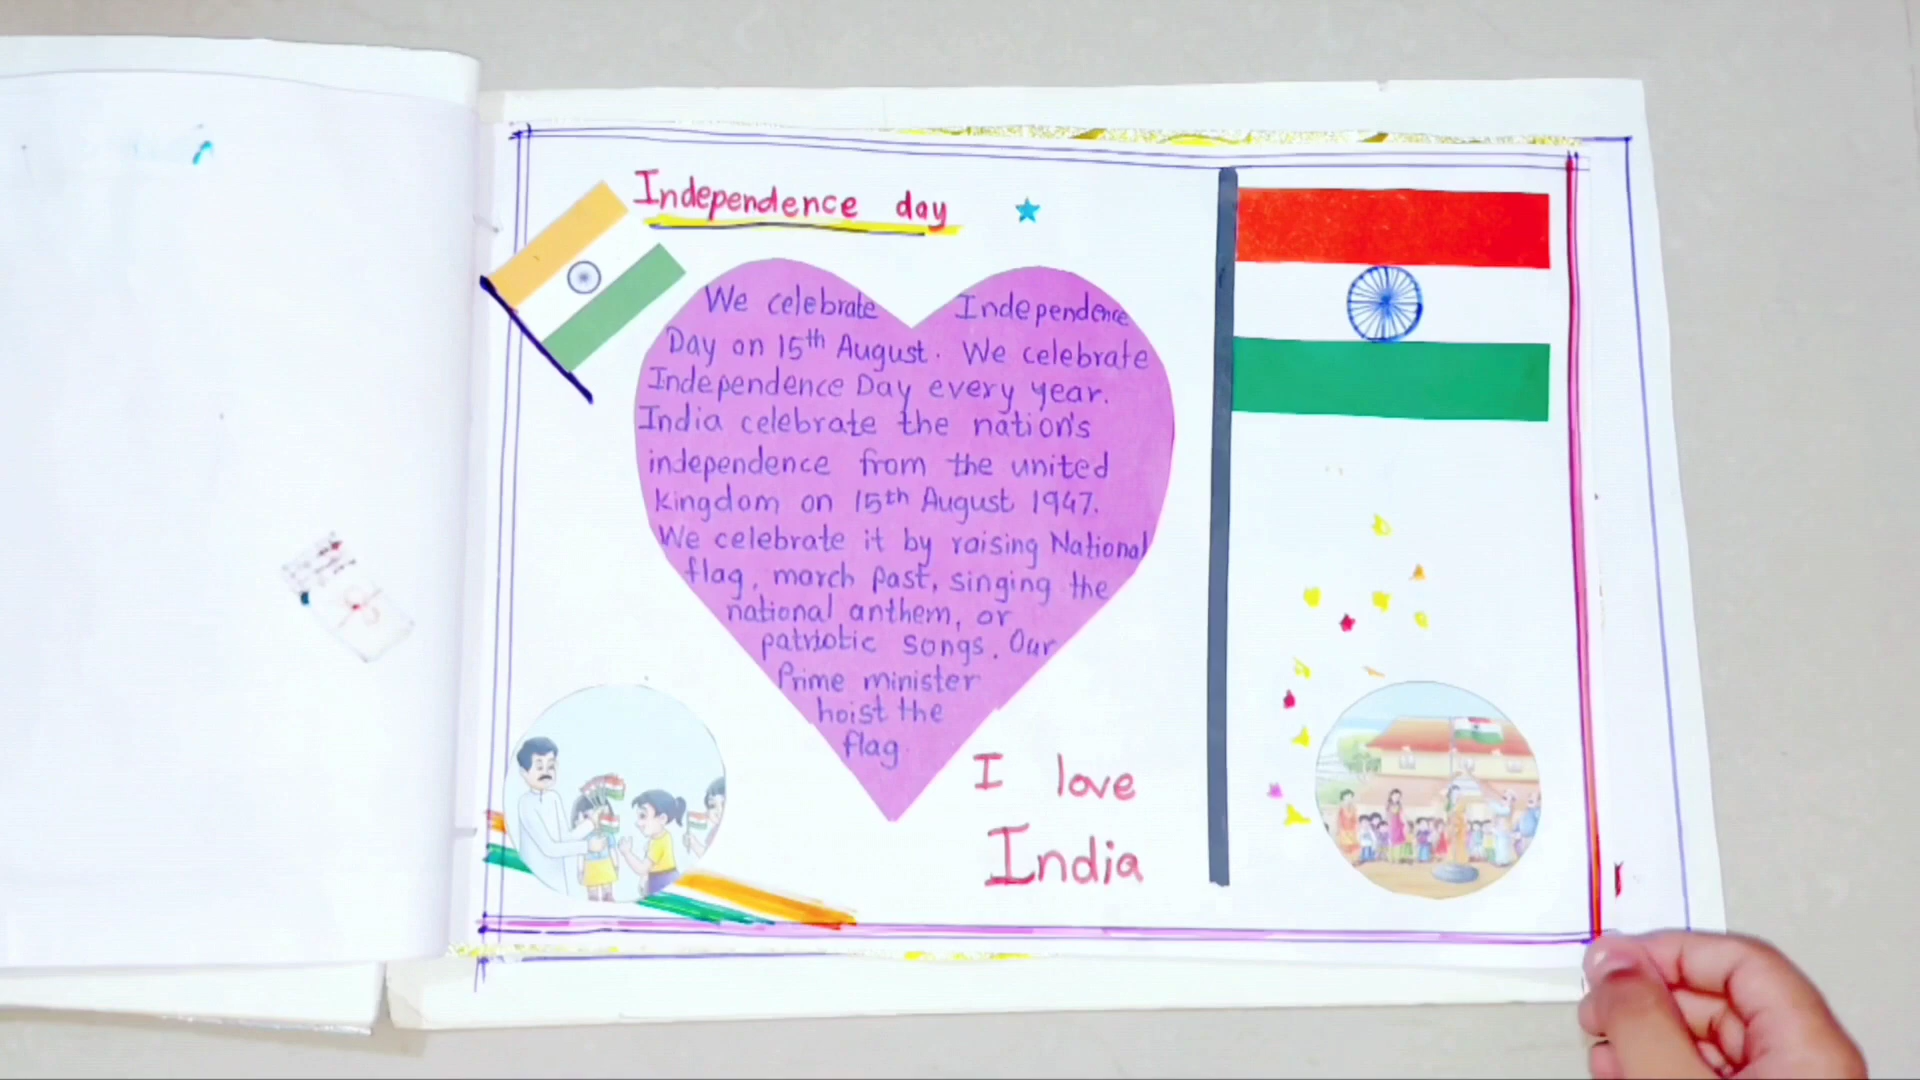 Independence day
We celebrate Independence
Day on 15th August. We celebrate
Independence Day every year.
India celebrate the nation's
independence from the united
kingdom on 15th August 1947.
We celebrate it by raising National
flag, march past, singing the
national anthem, or
patriotic songs. Our
Prime minister
hoist the
flag.
I love
India